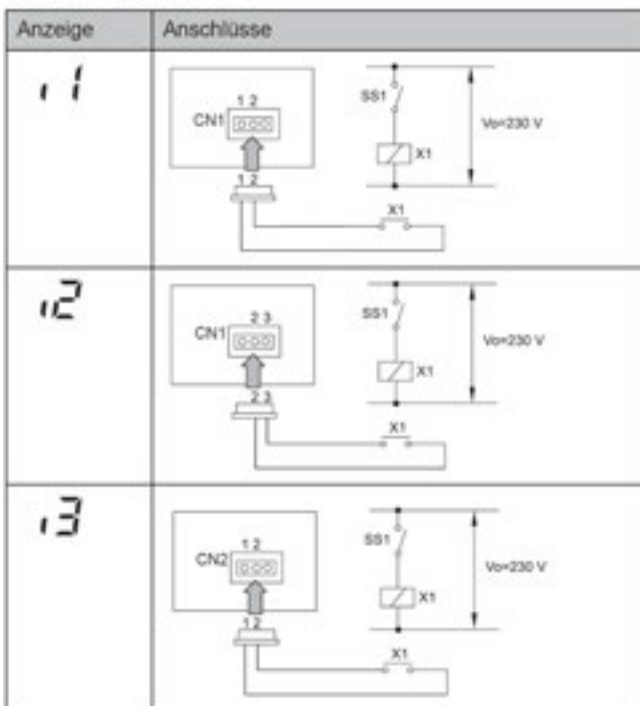 Anzeige Anschlüsse
i1
1 2
CN1
1 2
SS1
X1
Vo=230 V
X1
i2
2 3
CN1
2 3
SS1
X1
Vo=230 V
X1
i3
1 2
CN2
1 2
SS1
X1
Vo=230 V
X1